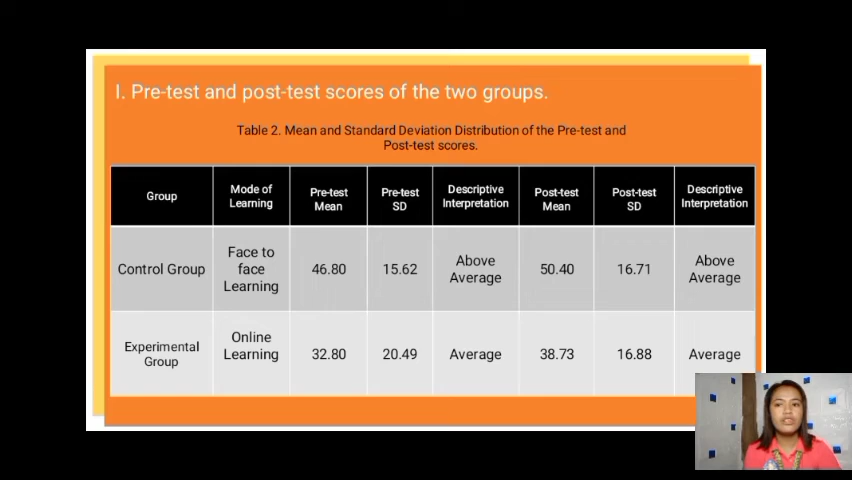 I. Pre-test and post-test scores of the two groups.
Table 2. Mean and Standard Deviation Distribution of the Pre-test and
Post-test scores.
Group
Mode of
Learning
Pre-test
Mean
Pre-test
SD
Descriptive
Interpretation
Post-test
Mean
Post-test
SD
Descriptive
Interpretation
Control Group
Face to
face
Learning
46.80
15.62
Above
Average
50.40
16.71
Above
Average
Experimental
Group
Online
Learning
32.80
20.49
Average
38.73
16.88
Average